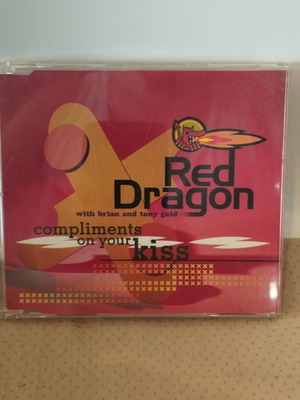 Red
Dragon
with brian and tony gold
compliments
on your
kiss